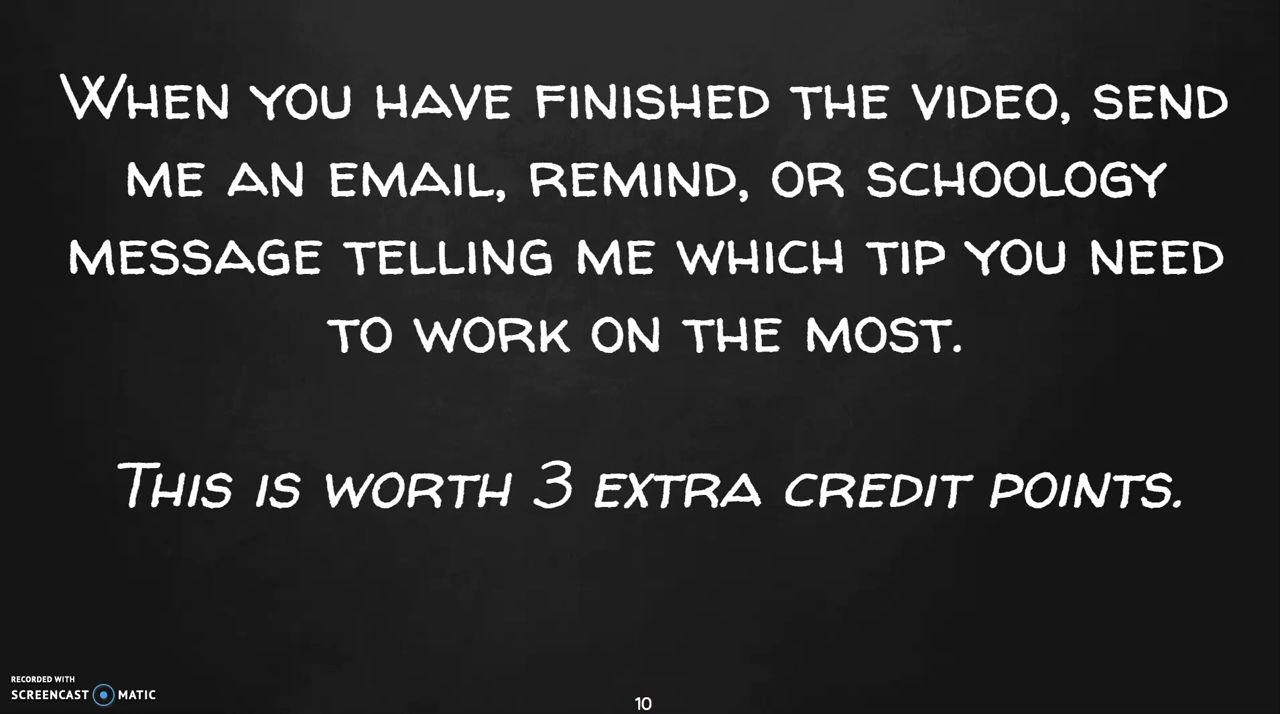 When you have finished the video, send
me an email, Remind, or Schoology
message telling me which tip you need
to work on the most.
This is worth 3 extra credit points.
RECORDED WITH
SCREENCAST MATIC
10